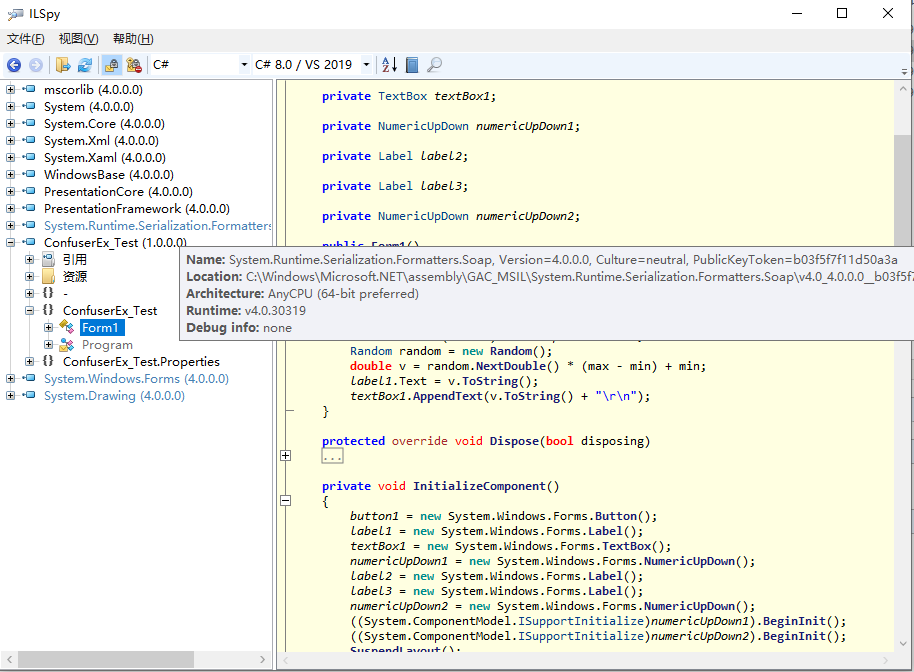 ILSpy
文件(F) 视图(V) 帮助(H)
C# C# 8.0 / VS 2019
mscorlib (4.0.0.0)
System (4.0.0.0)
System.Core (4.0.0.0)
System.Xml (4.0.0.0)
System.Xaml (4.0.0.0)
WindowsBase (4.0.0.0)
PresentationCore (4.0.0.0)
PresentationFramework (4.0.0.0)
System.Runtime.Serialization.Formatters
ConfuserEx_Test (1.0.0.0)
引用
资源
{} -
{} ConfuserEx_Test
Form1
Program
{} ConfuserEx_Test.Properties
System.Windows.Forms (4.0.0.0)
System.Drawing (4.0.0.0)
private TextBox textBox1;
private NumericUpDown numericUpDown1;
private Label label2;
private Label label3;
private NumericUpDown numericUpDown2;
public Form1()
Name: System.Runtime.Serialization.Formatters.Soap, Version=4.0.0.0, Culture=neutral, PublicKeyToken=b03f5f7f11d50a3a
Location: C:\Windows\Microsoft.NET\assembly\GAC_MSIL\System.Runtime.Serialization.Formatters.Soap\v4.0_4.0.0.0__b03f5f7
Architecture: AnyCPU (64-bit preferred)
Runtime: v4.0.30319
Debug info: none
Random random = new Random();
double v = random.NextDouble() * (max - min) + min;
label1.Text = v.ToString();
textBox1.AppendText(v.ToString() + "\r\n");
}
protected override void Dispose(bool disposing)
...
private void InitializeComponent()
{
button1 = new System.Windows.Forms.Button();
label1 = new System.Windows.Forms.Label();
textBox1 = new System.Windows.Forms.TextBox();
numericUpDown1 = new System.Windows.Forms.NumericUpDown();
label2 = new System.Windows.Forms.Label();
label3 = new System.Windows.Forms.Label();
numericUpDown2 = new System.Windows.Forms.NumericUpDown();
((System.ComponentModel.ISupportInitialize)numericUpDown1).BeginInit();
((System.ComponentModel.ISupportInitialize)numericUpDown2).BeginInit();
SuspendLayout();